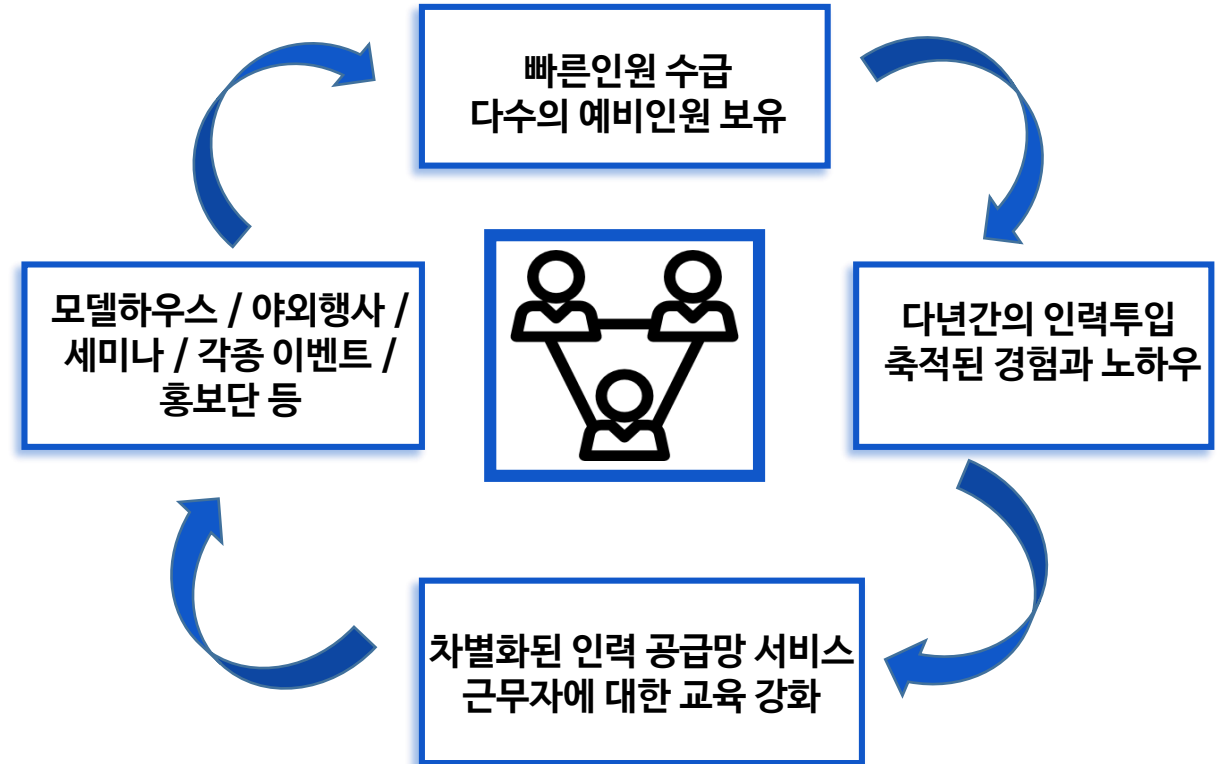 빠른인원 수급
다수의 예비인원 보유
모델하우스 / 야외행사 /
세미나 / 각종 이벤트 /
홍보단 등
다년간의 인력투입
축적된 경험과 노하우
차별화된 인력 공급망 서비스
근무자에 대한 교육 강화